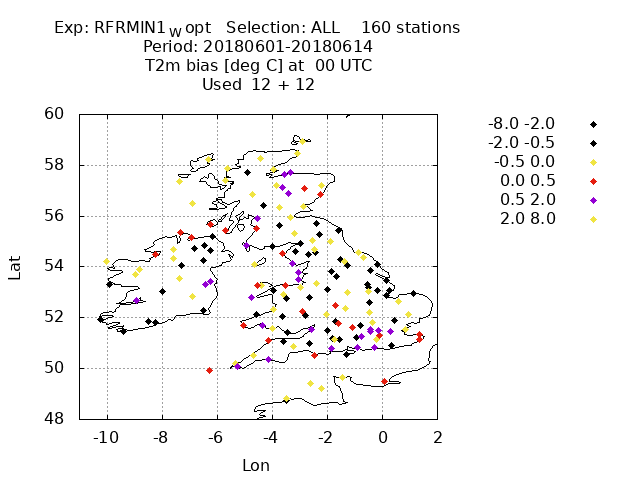 Exp: RFRMIN1_W opt   Selection: ALL    160 stations
Period: 20180601-20180614
T2m bias [deg C] at  00 UTC
Used  12 + 12
60
58
56
54
52
50
48
-10 -8 -6 -4 -2 0 2
Lat
Lon
-8.0 -2.0
-2.0 -0.5
-0.5 0.0
0.0 0.5
0.5 2.0
2.0 8.0